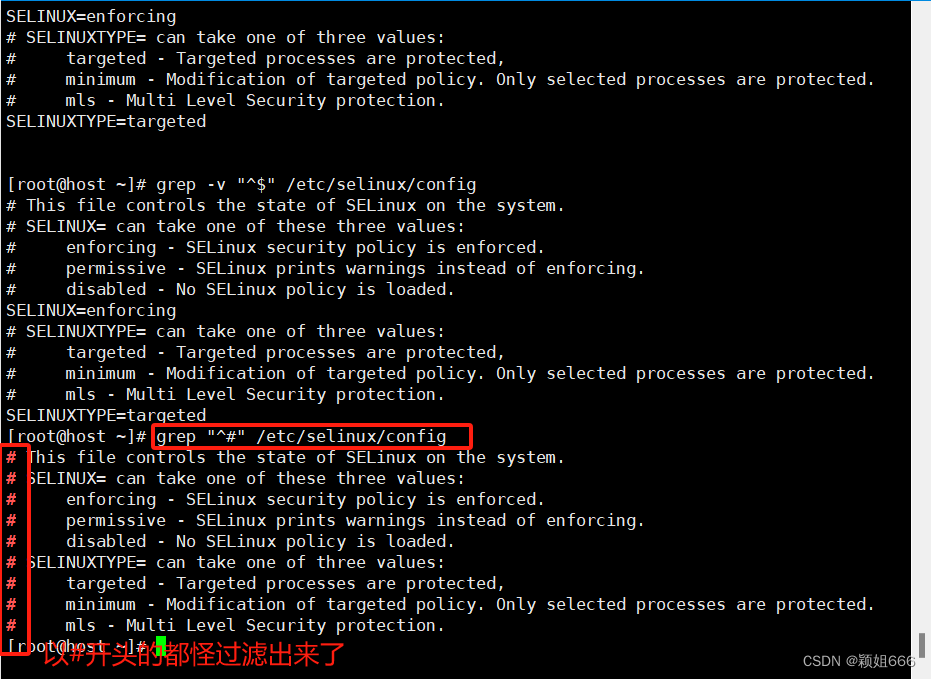 SELINUX=enforcing
# SELINUXTYPE= can take one of three values:
#     targeted - Targeted processes are protected,
#     minimum - Modification of targeted policy. Only selected processes are protected.
#     mls - Multi Level Security protection.
SELINUXTYPE=targeted
[root@host ~]# grep -v "^$" /etc/selinux/config
# This file controls the state of SELinux on the system.
# SELINUX= can take one of these three values:
#     enforcing - SELinux security policy is enforced.
#     permissive - SELinux prints warnings instead of enforcing.
#     disabled - No SELinux policy is loaded.
SELINUX=enforcing
# SELINUXTYPE= can take one of three values:
#     targeted - Targeted processes are protected,
#     minimum - Modification of targeted policy. Only selected processes are protected.
#     mls - Multi Level Security protection.
SELINUXTYPE=targeted
[root@host ~]# grep "^#" /etc/selinux/config
# This file controls the state of SELinux on the system.
# SELINUX= can take one of these three values:
#     enforcing - SELinux security policy is enforced.
#     permissive - SELinux prints warnings instead of enforcing.
#     disabled - No SELinux policy is loaded.
# SELINUXTYPE= can take one of three values:
#     targeted - Targeted processes are protected,
#     minimum - Modification of targeted policy. Only selected processes are protected.
#     mls - Multi Level Security protection.
[root@host ~]#
以#开头的都怪过滤出来了
CSDN @颖姐666